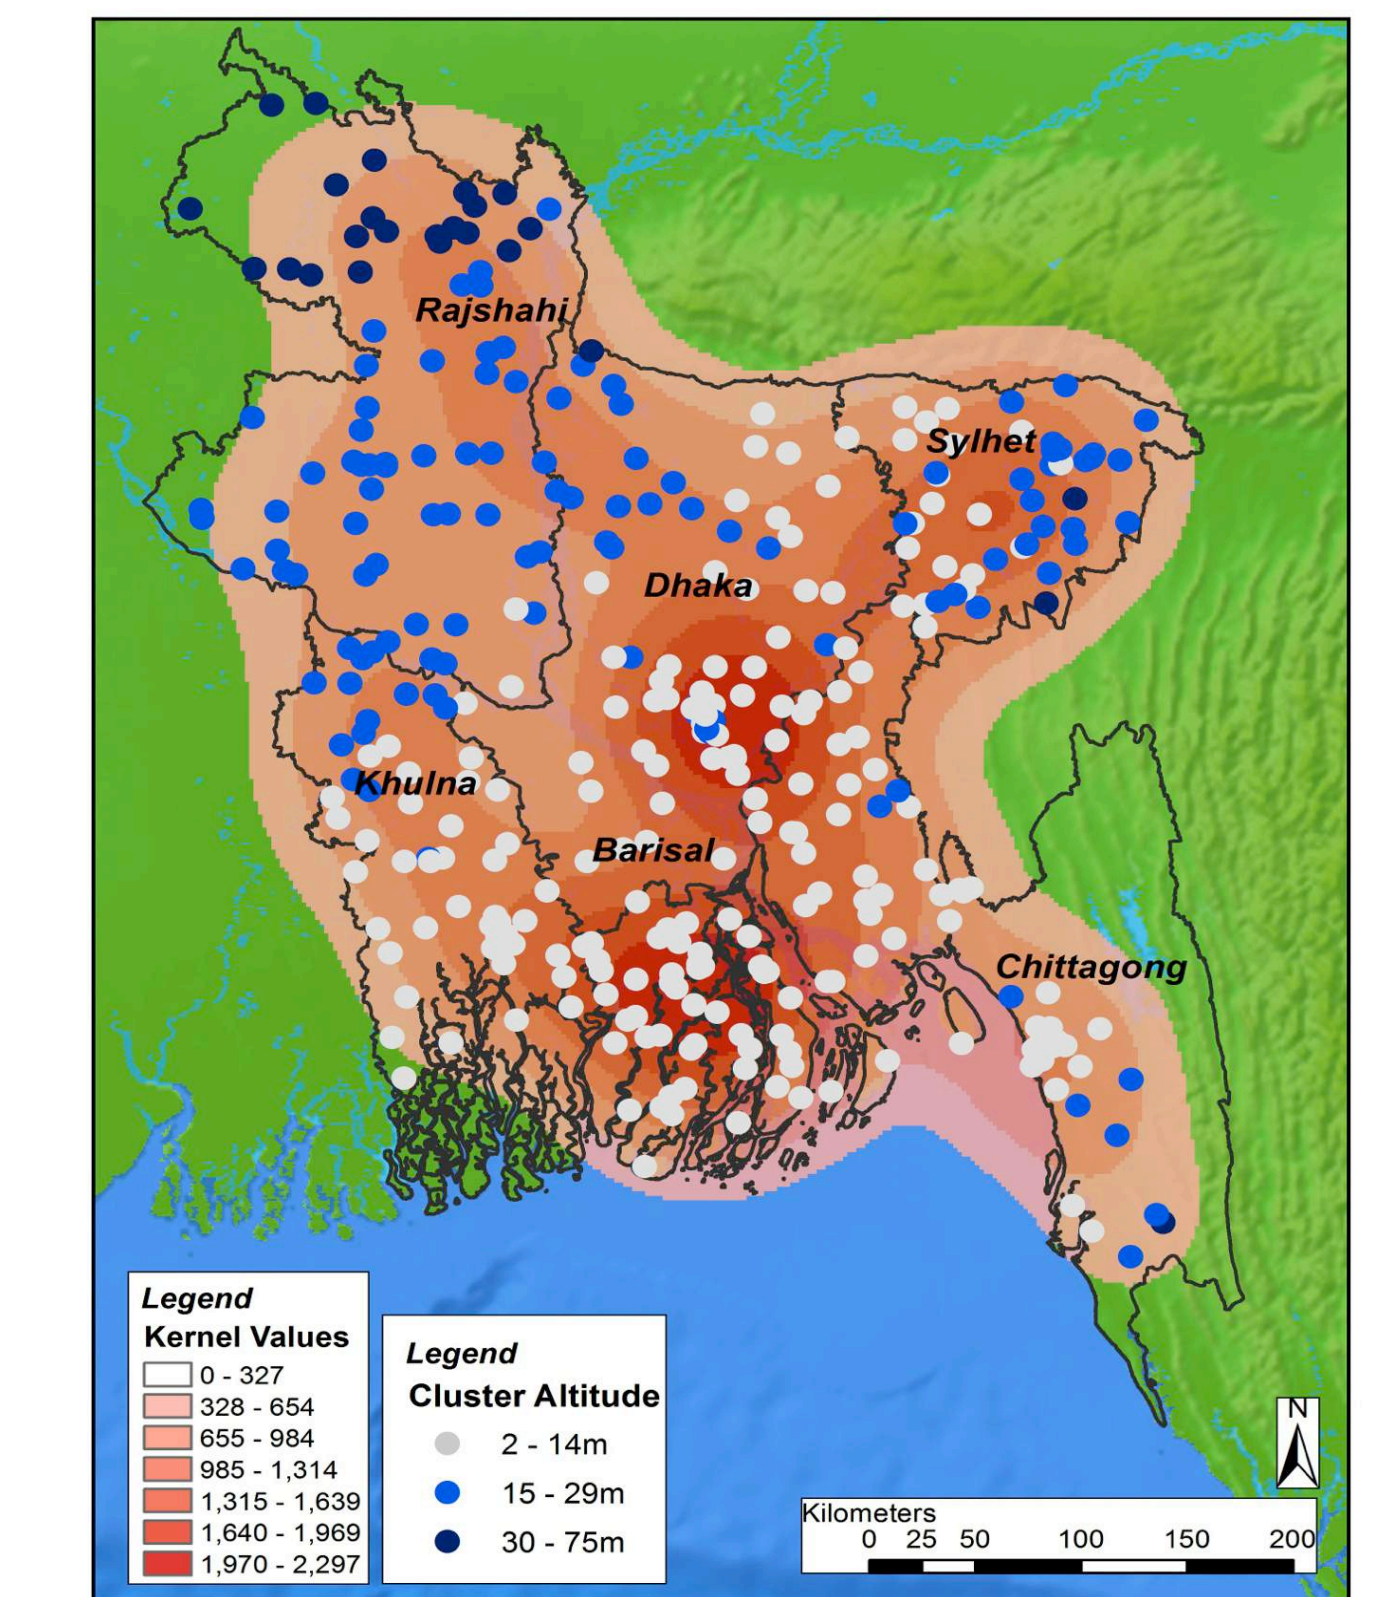 Rajshahi
Sylhet
Dhaka
Khulna
Barisal
Chittagong
Legend
Kernel Values
0 - 327
328 - 654
655 - 984
985 - 1,314
1,315 - 1,639
1,640 - 1,969
1,970 - 2,297
Legend
Cluster Altitude
2 - 14m
15 - 29m
30 - 75m
N
Kilometers
0 25 50 100 150 200